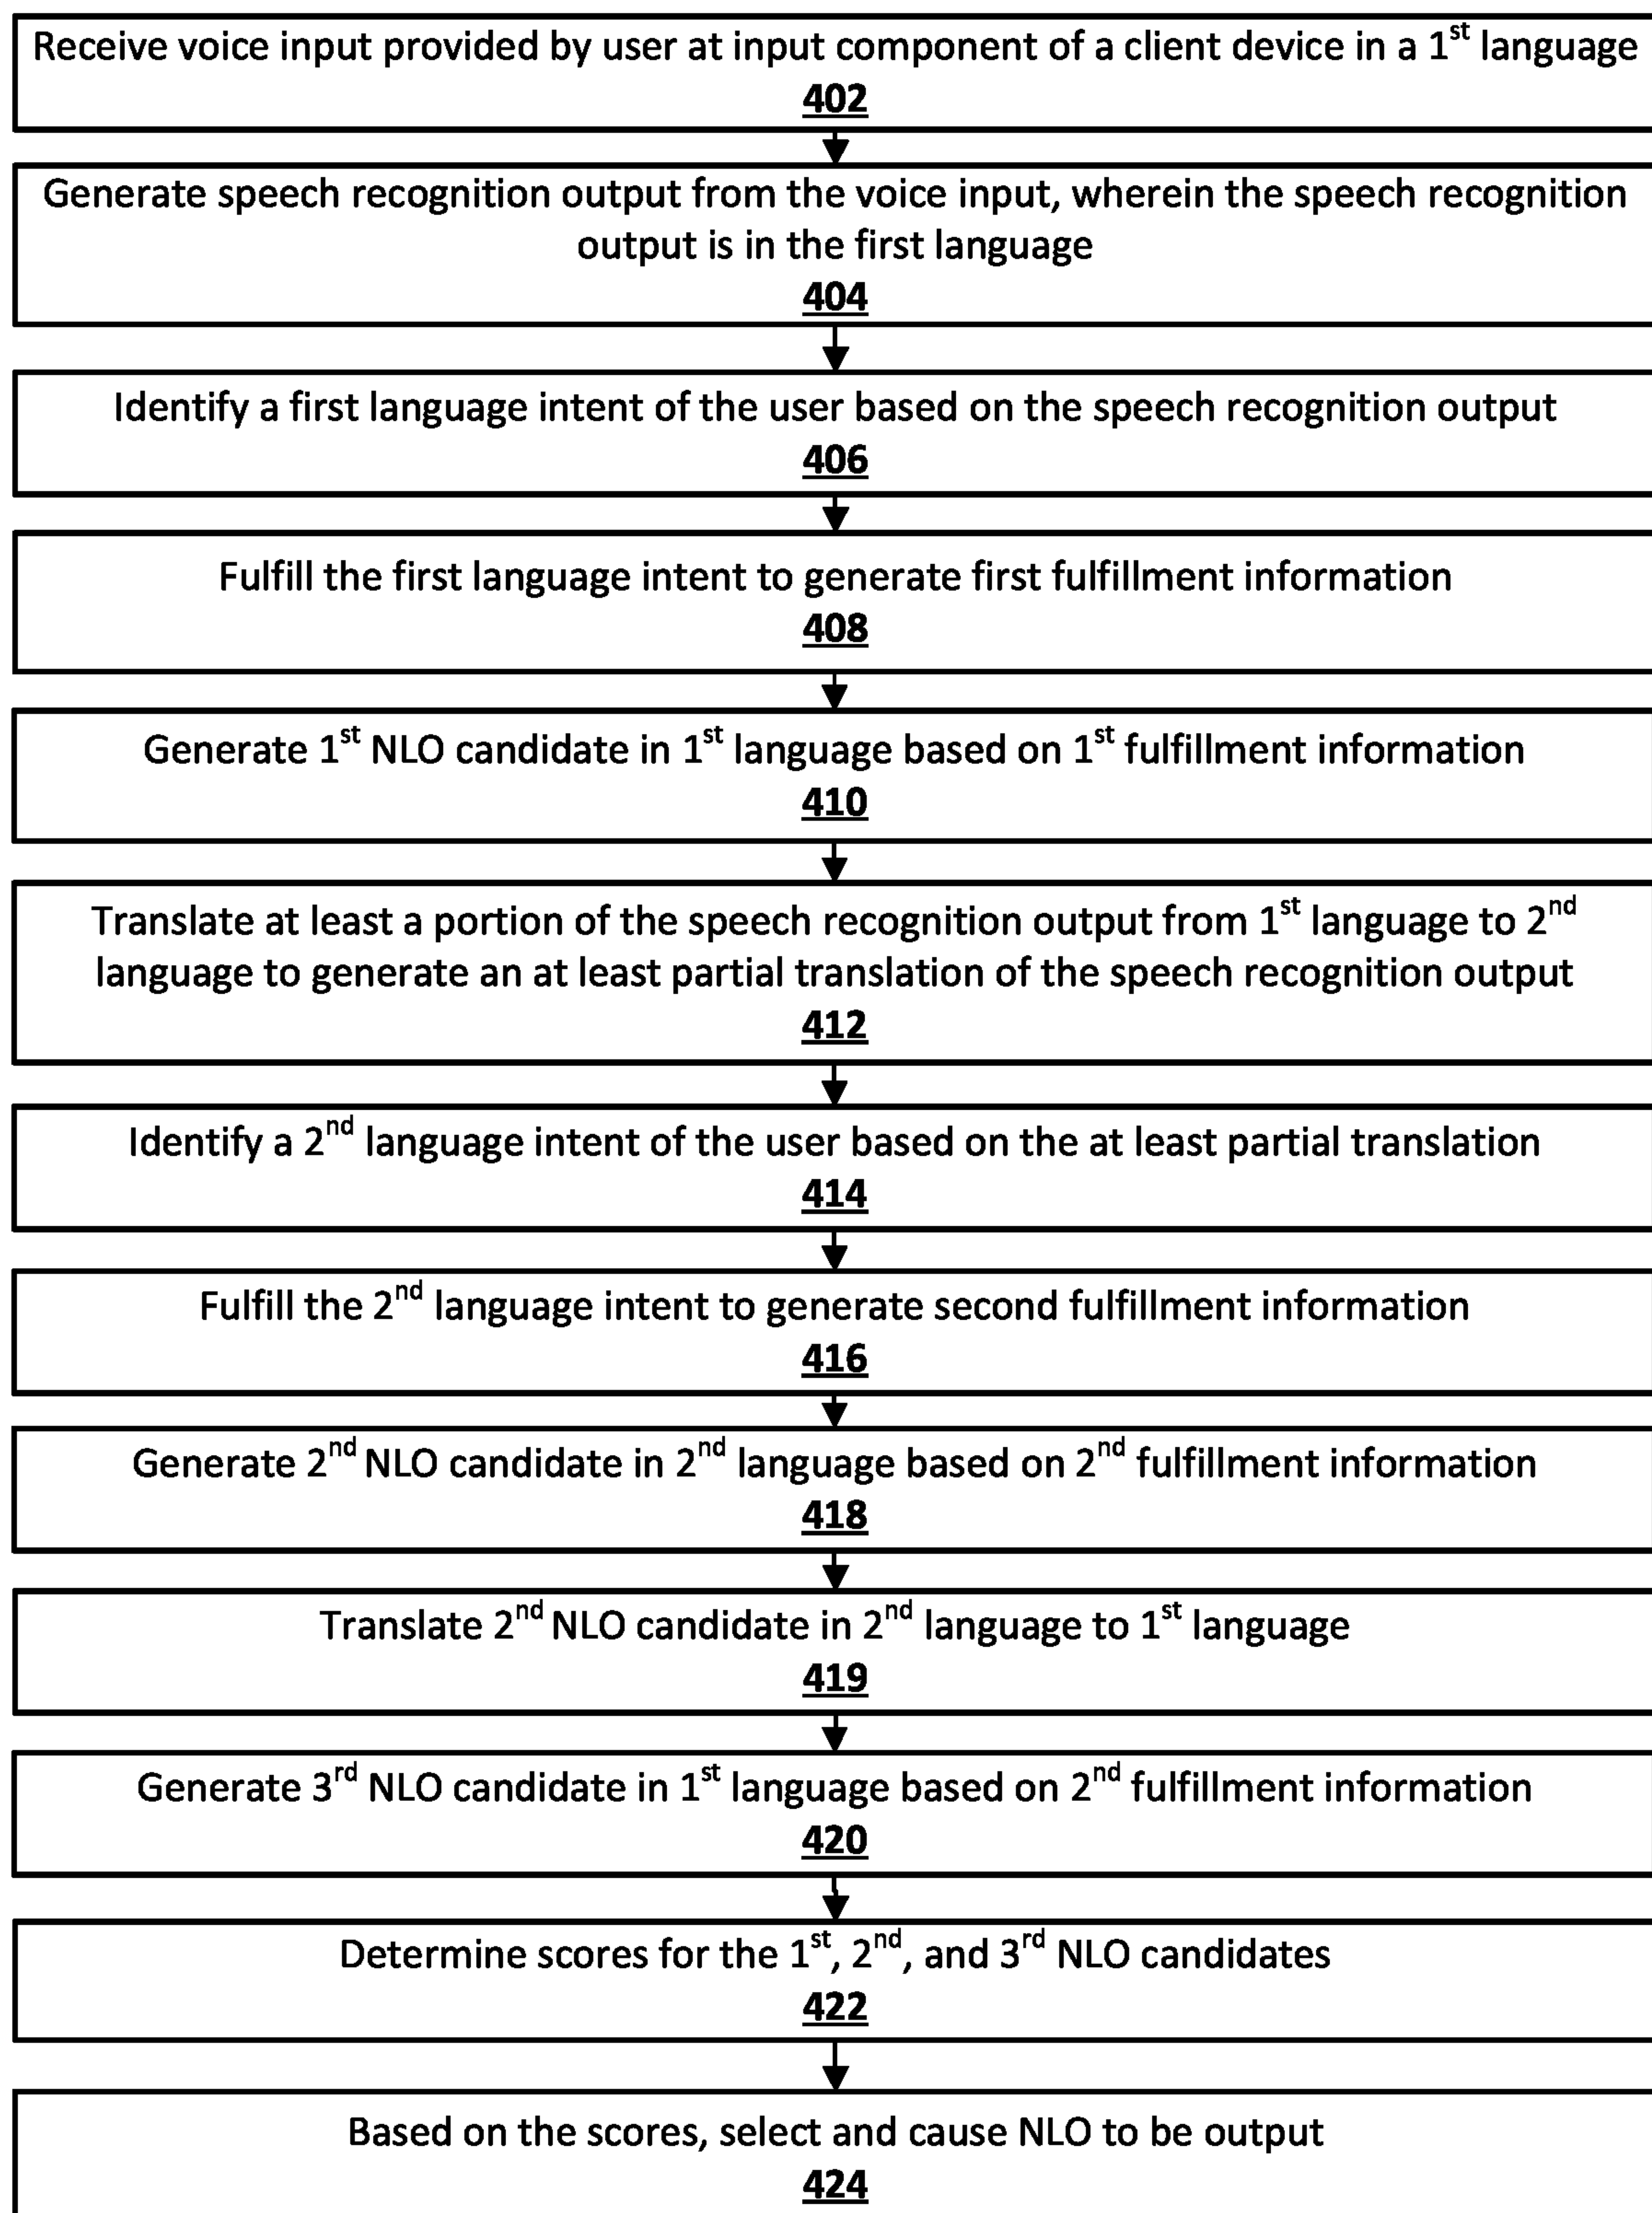 Receive voice input provided by user at input component of a client device in a 1st language
402
Generate speech recognition output from the voice input, wherein the speech recognition
output is in the first language
404
Identify a first language intent of the user based on the speech recognition output
406
Fulfill the first language intent to generate first fulfillment information
408
Generate 1st NLO candidate in 1st language based on 1st fulfillment information
410
Translate at least a portion of the speech recognition output from 1st language to 2nd
language to generate an at least partial translation of the speech recognition output
412
Identify a 2nd language intent of the user based on the at least partial translation
414
Fulfill the 2nd language intent to generate second fulfillment information
416
Generate 2nd NLO candidate in 2nd language based on 2nd fulfillment information
418
Translate 2nd NLO candidate in 2nd language to 1st language
419
Generate 3rd NLO candidate in 1st language based on 2nd fulfillment information
420
Determine scores for the 1st, 2nd, and 3rd NLO candidates
422
Based on the scores, select and cause NLO to be output
424